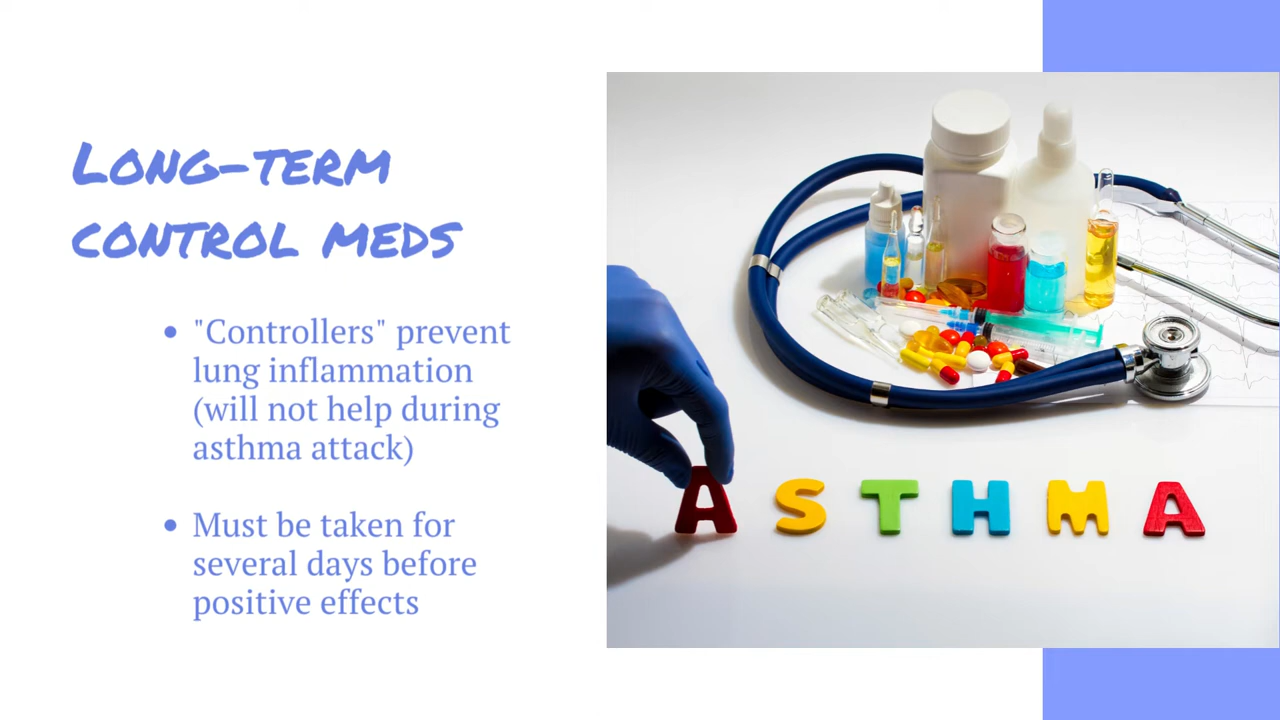 LONG-TERM
CONTROL MEDS
• "Controllers" prevent
lung inflammation
(will not help during
asthma attack)
• Must be taken for
several days before
positive effects
A S T H M A